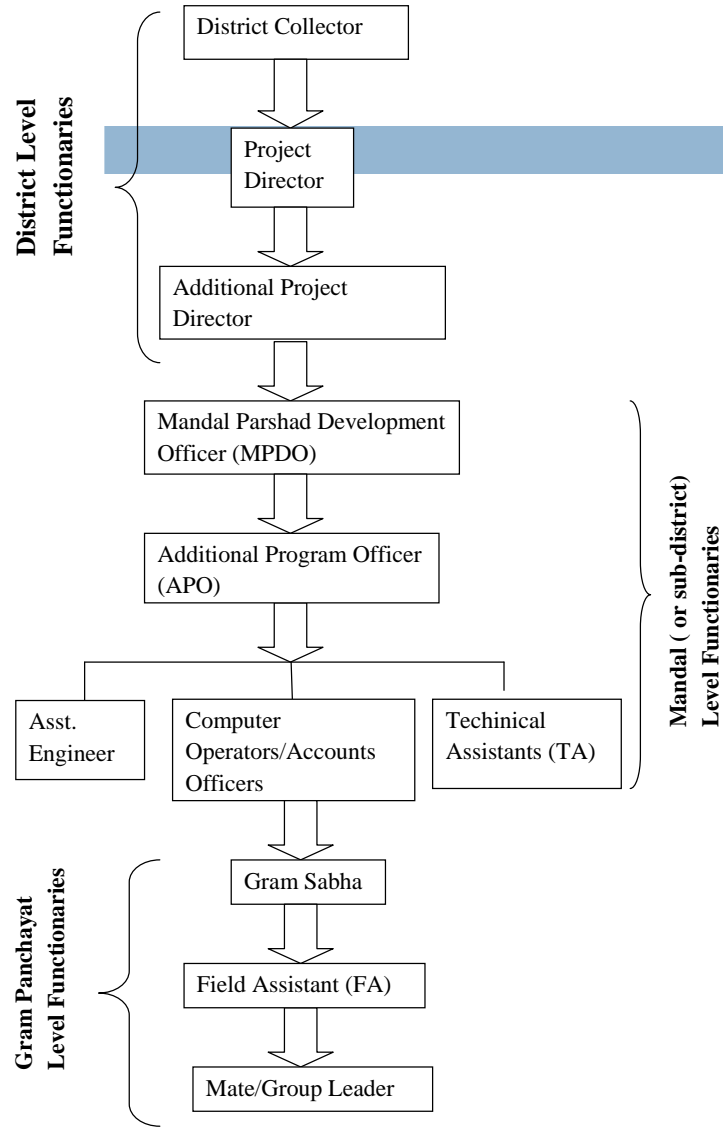 District Collector
District Level
Functionaries
Project
Director
Additional Project
Director
Mandal Parshad Development
Officer (MPDO)
Additional Program Officer
(APO)
Mandal ( or sub-district)
Level Functionaries
Asst.
Engineer
Computer
Operators/Accounts
Officers
Techinical
Assistants (TA)
Gram Panchayat
Level Functionaries
Gram Sabha
Field Assistant (FA)
Mate/Group Leader